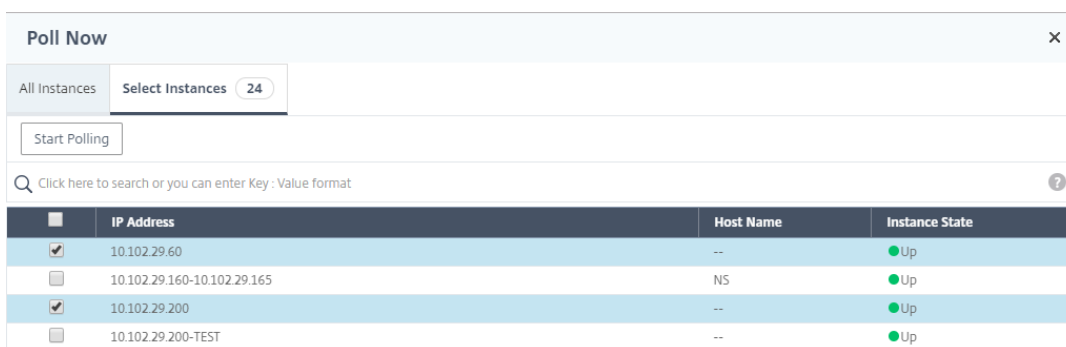 Poll Now
All Instances Select Instances 24
Start Polling
Click here to search or you can enter Key : Value format
IP Address Host Name Instance State
10.102.29.60 -- Up
10.102.29.160-10.102.29.165 NS Up
10.102.29.200 -- Up
10.102.29.200-TEST -- Up